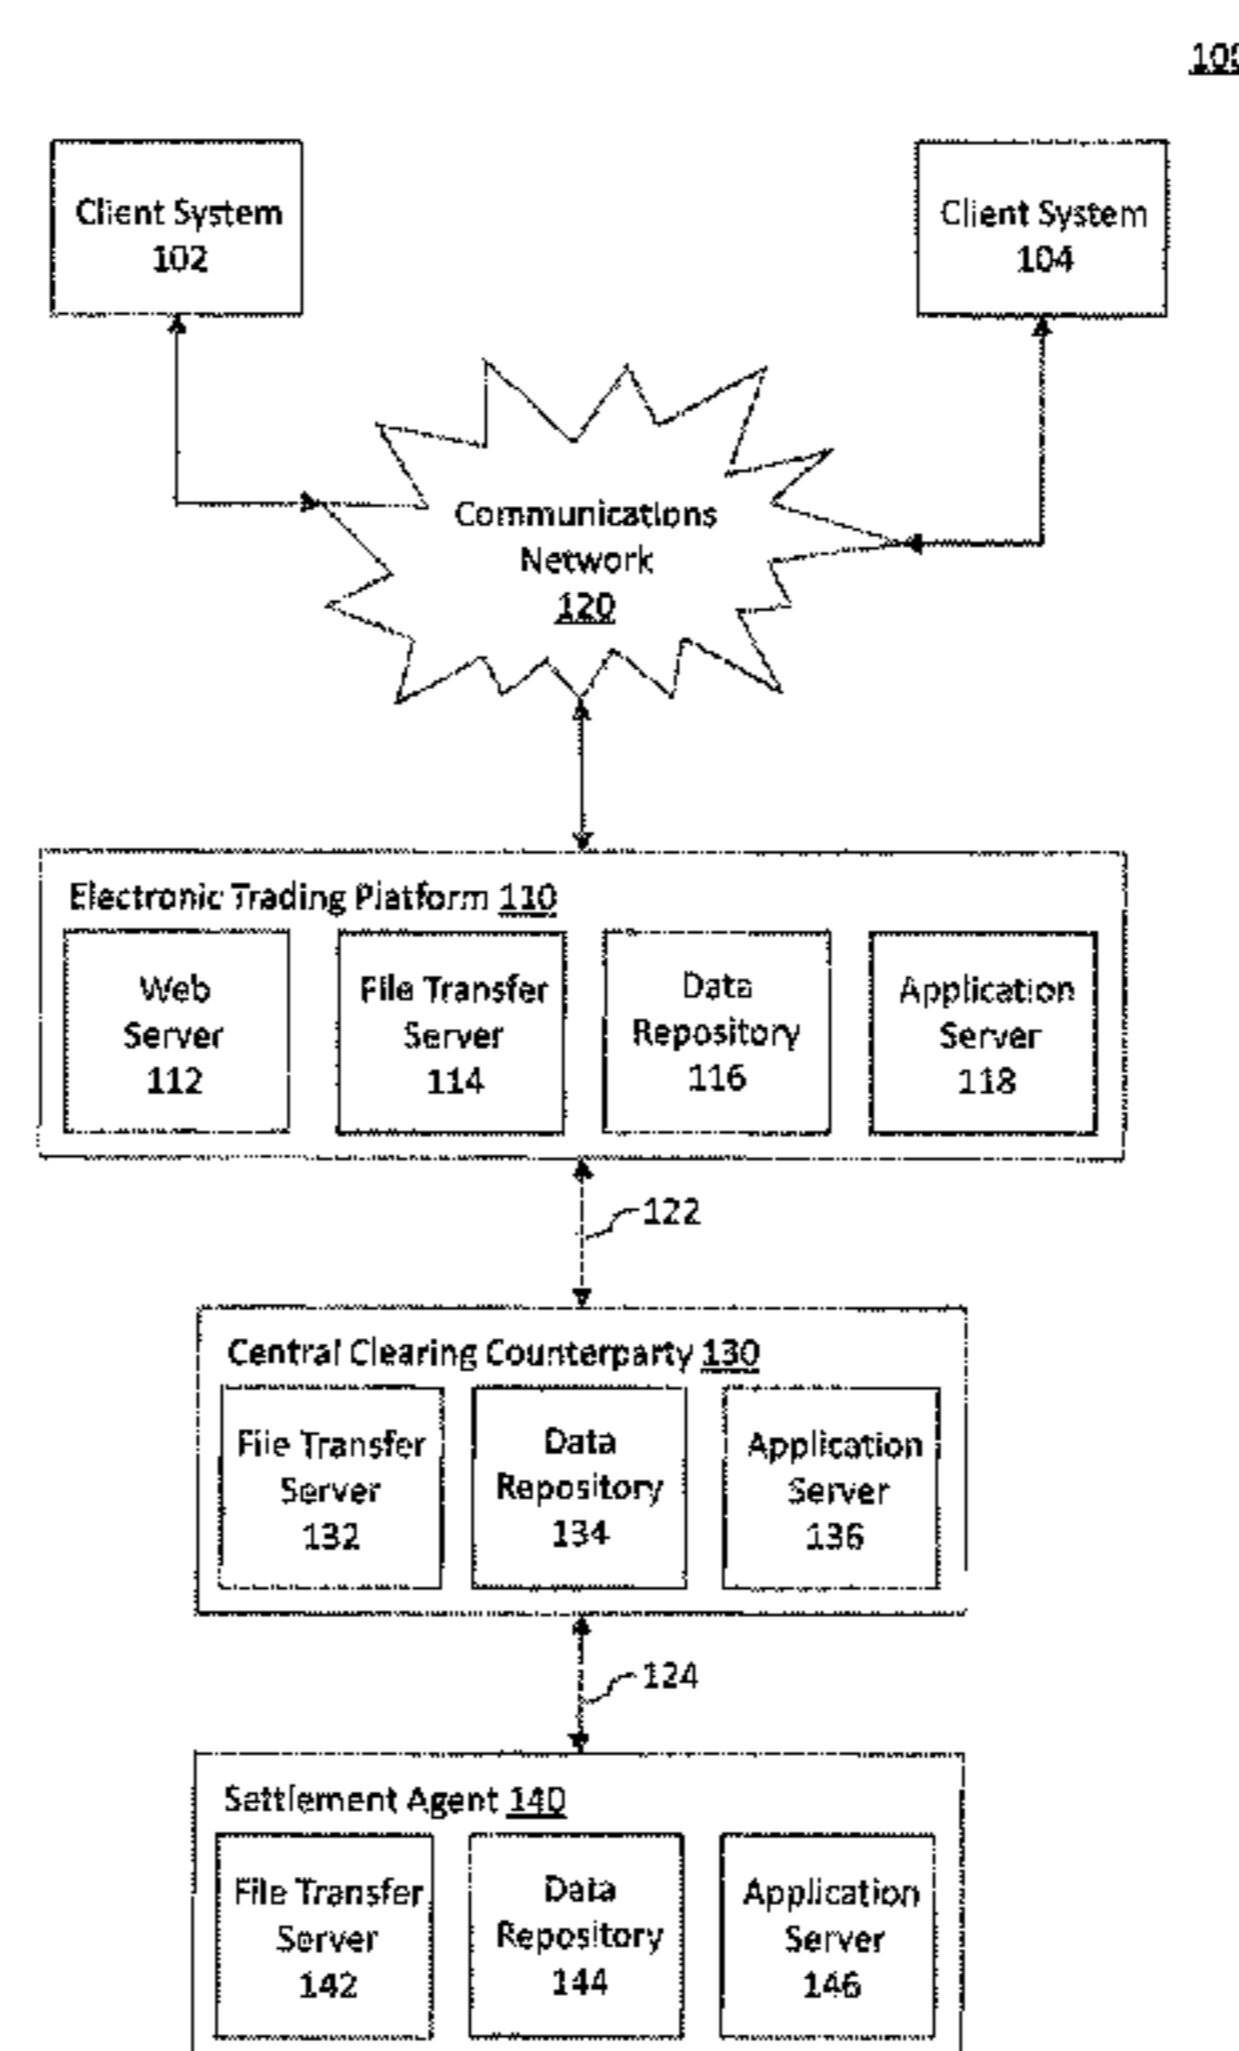 100
Client System
102
Client System
104
Communications
Network
120
Electronic Trading Platform 110
Web
Server
112
File Transfer
Server
114
Data
Repository
116
Application
Server
118
122
Central Clearing Counterparty 130
File Transfer
Server
132
Data
Repository
134
Application
Server
136
124
Settlement Agent 140
File Transfer
Server
142
Data
Repository
144
Application
Server
146